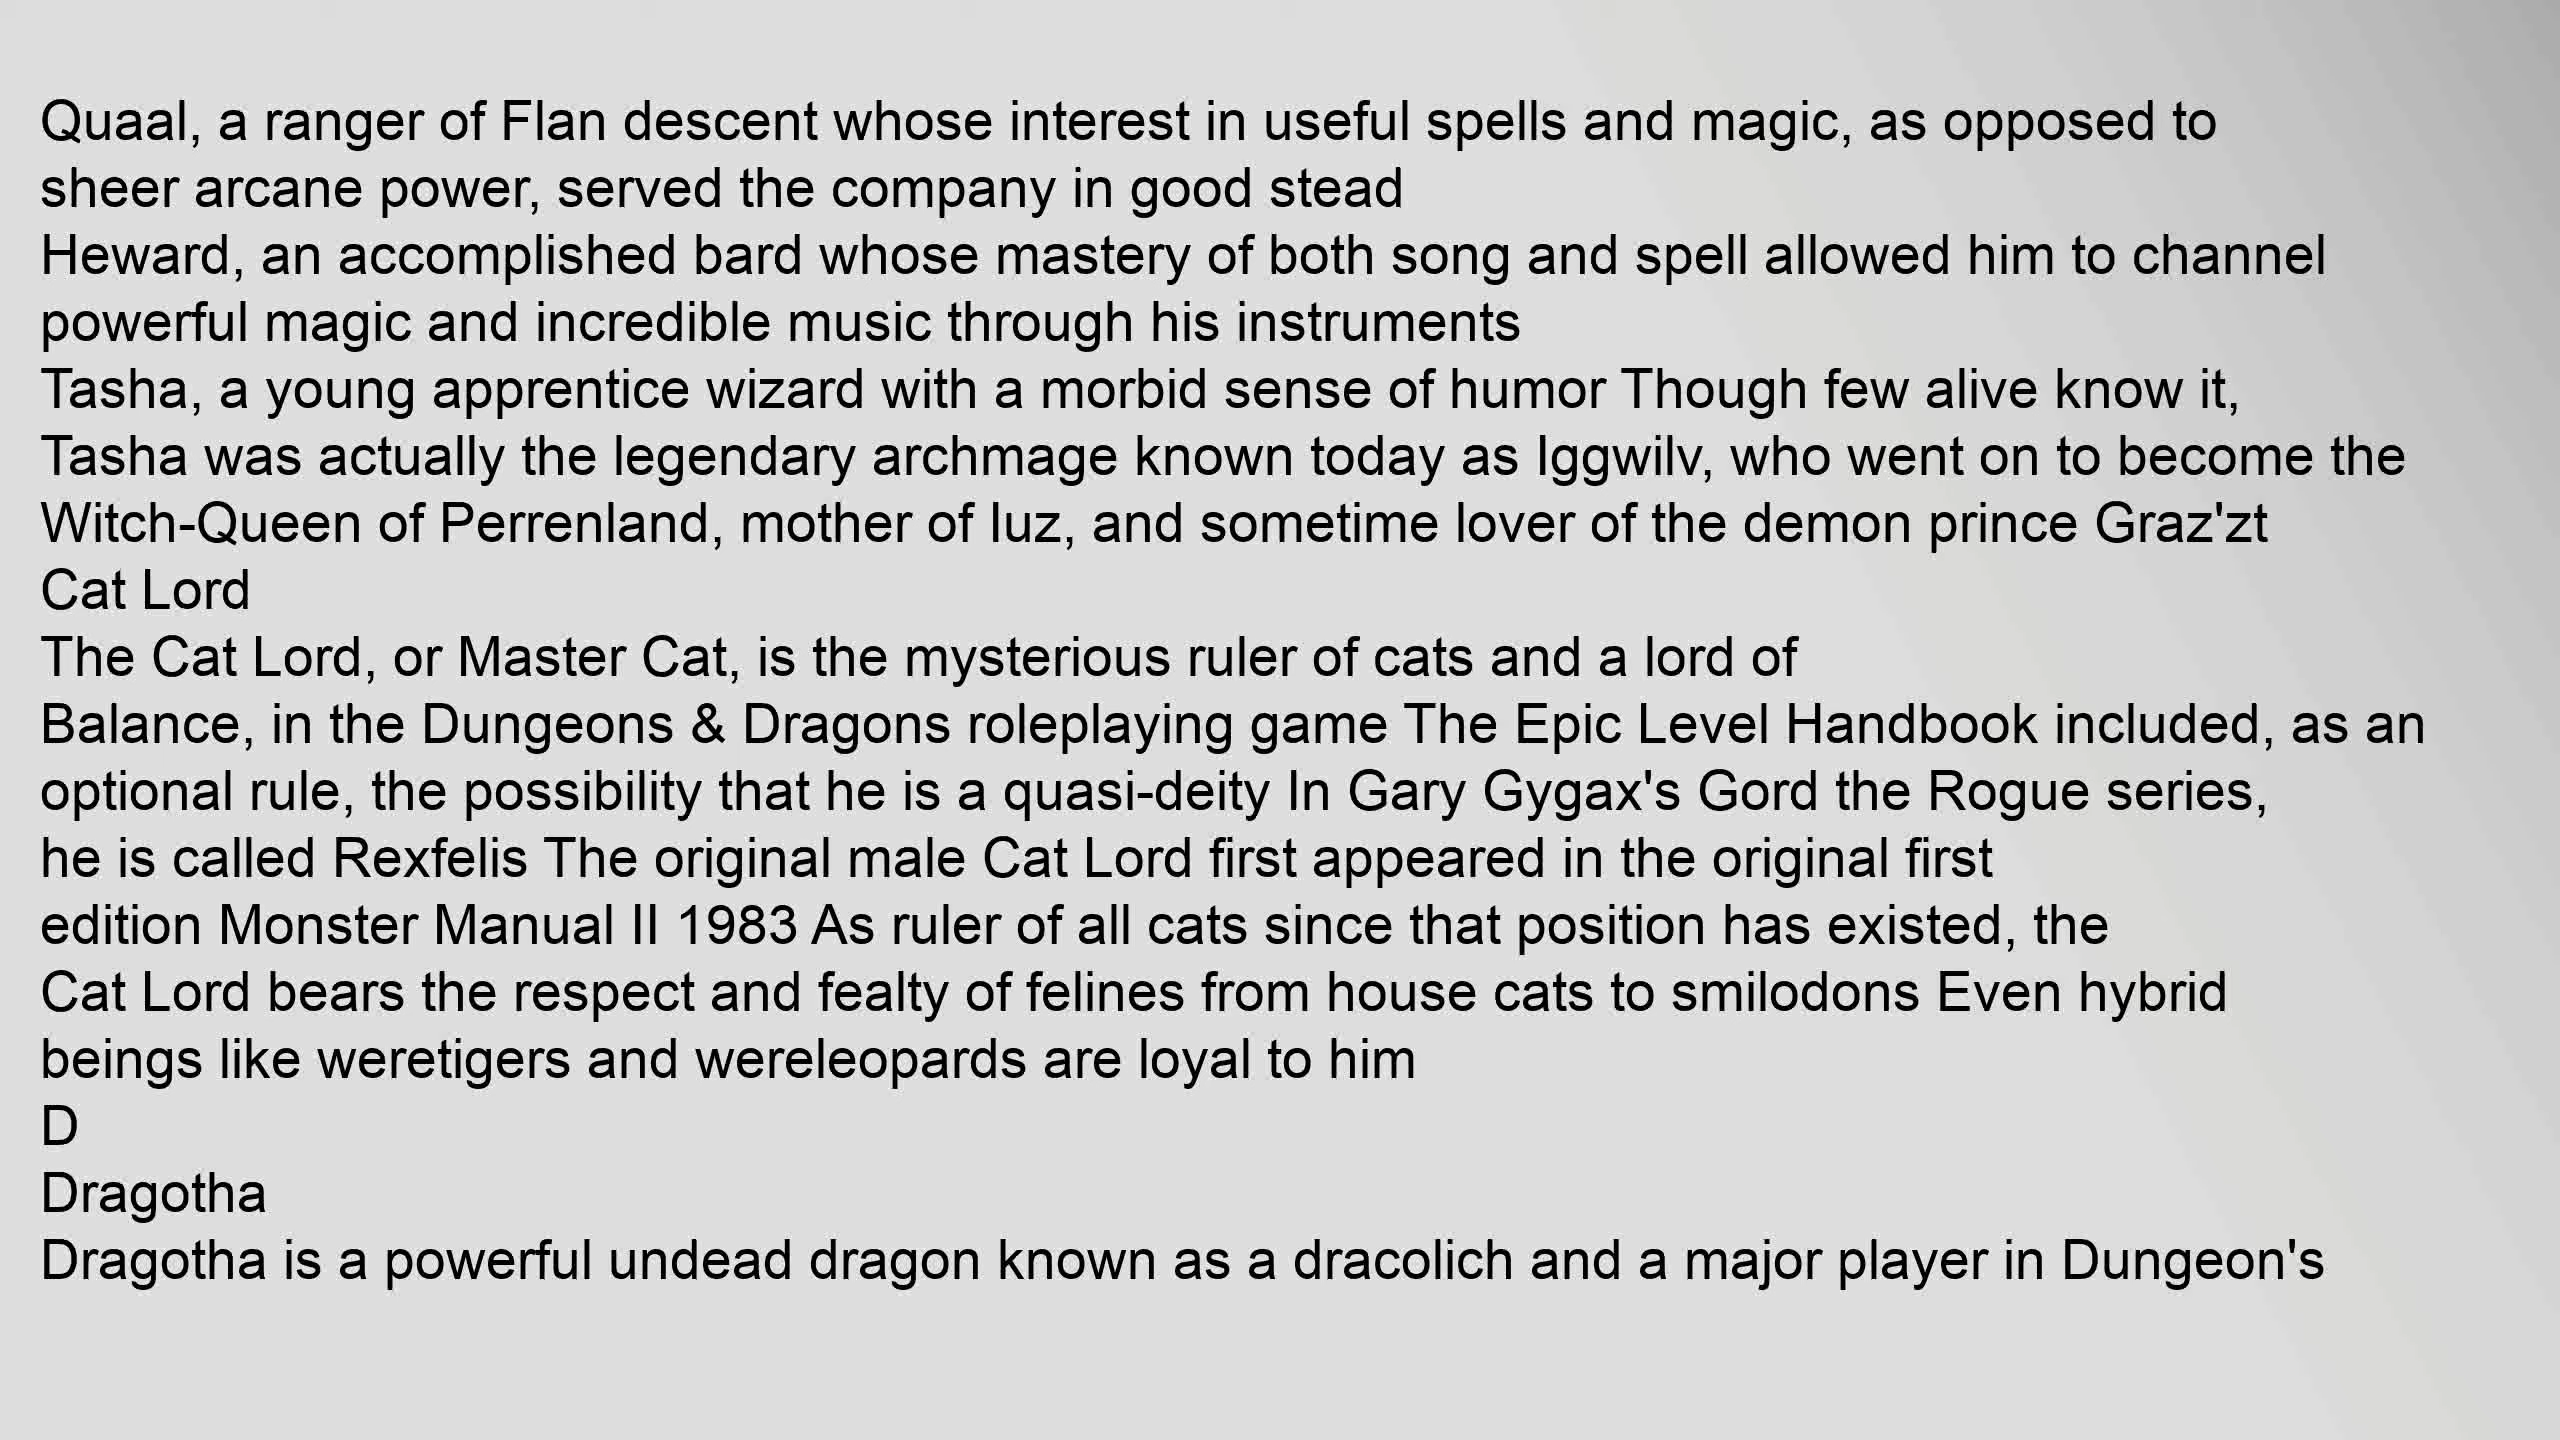 Quaal, a ranger of Flan descent whose interest in useful spells and magic, as opposed to
sheer arcane power, served the company in good stead
Heward, an accomplished bard whose mastery of both song and spell allowed him to channel
powerful magic and incredible music through his instruments
Tasha, a young apprentice wizard with a morbid sense of humor Though few alive know it,
Tasha was actually the legendary archmage known today as Iggwilv, who went on to become the
Witch-Queen of Perrenland, mother of Iuz, and sometime lover of the demon prince Graz'zt
Cat Lord
The Cat Lord, or Master Cat, is the mysterious ruler of cats and a lord of
Balance, in the Dungeons & Dragons roleplaying game The Epic Level Handbook included, as an
optional rule, the possibility that he is a quasi-deity In Gary Gygax's Gord the Rogue series,
he is called Rexfelis The original male Cat Lord first appeared in the original first
edition Monster Manual II 1983 As ruler of all cats since that position has existed, the
Cat Lord bears the respect and fealty of felines from house cats to smilodons Even hybrid
beings like weretigers and wereleopards are loyal to him
D
Dragotha
Dragotha is a powerful undead dragon known as a dracolich and a major player in Dungeon's